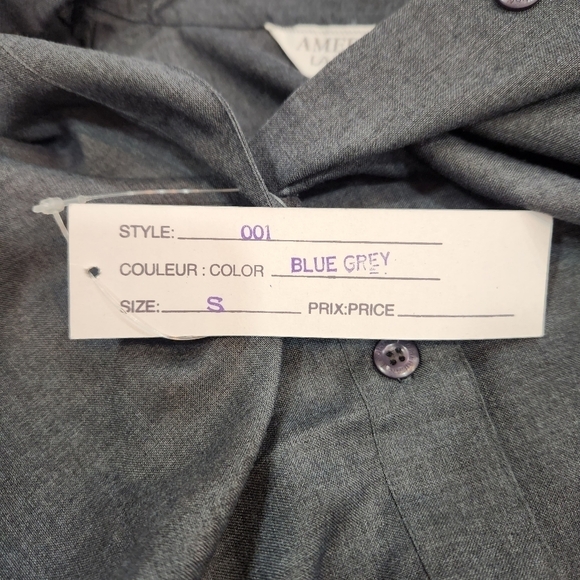 STYLE: 001
COULEUR : COLOR BLUE GREY
SIZE: S PRIX:PRICE